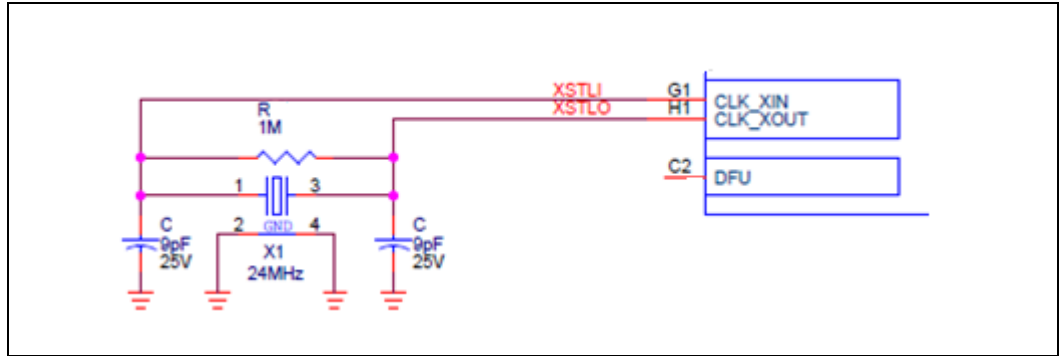 XSTLI
G1
CLK_XIN
XSTLO
H1
CLK_XOUT
R
1M
C2
DFU
1
3
2
GND
4
C
9pF
25V
X1
24MHz
C
9pF
25V